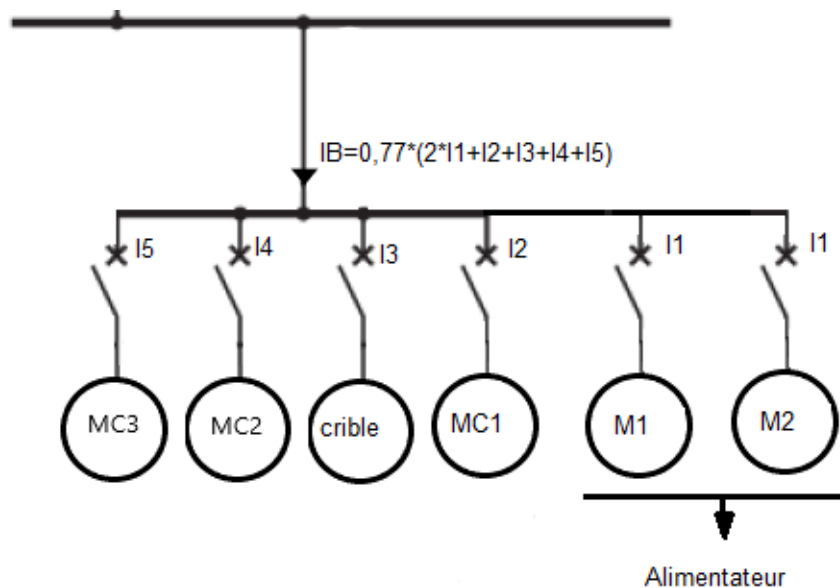 IB=0,77*(2*I1+I2+I3+I4+I5)
I5
I4
I3
I2
I1
I1
MC3
MC2
crible
MC1
M1
M2
Alimentateur